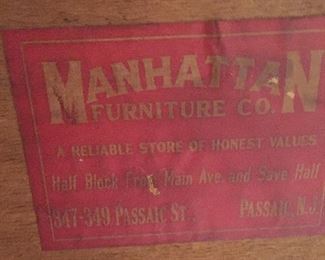 MANHATTAN
FURNITURE CO.
A RELIABLE STORE OF HONEST VALUES
Half Block From Main Ave. and Save Half
347-349 PASSAIC ST., PASSAIC, N.J.